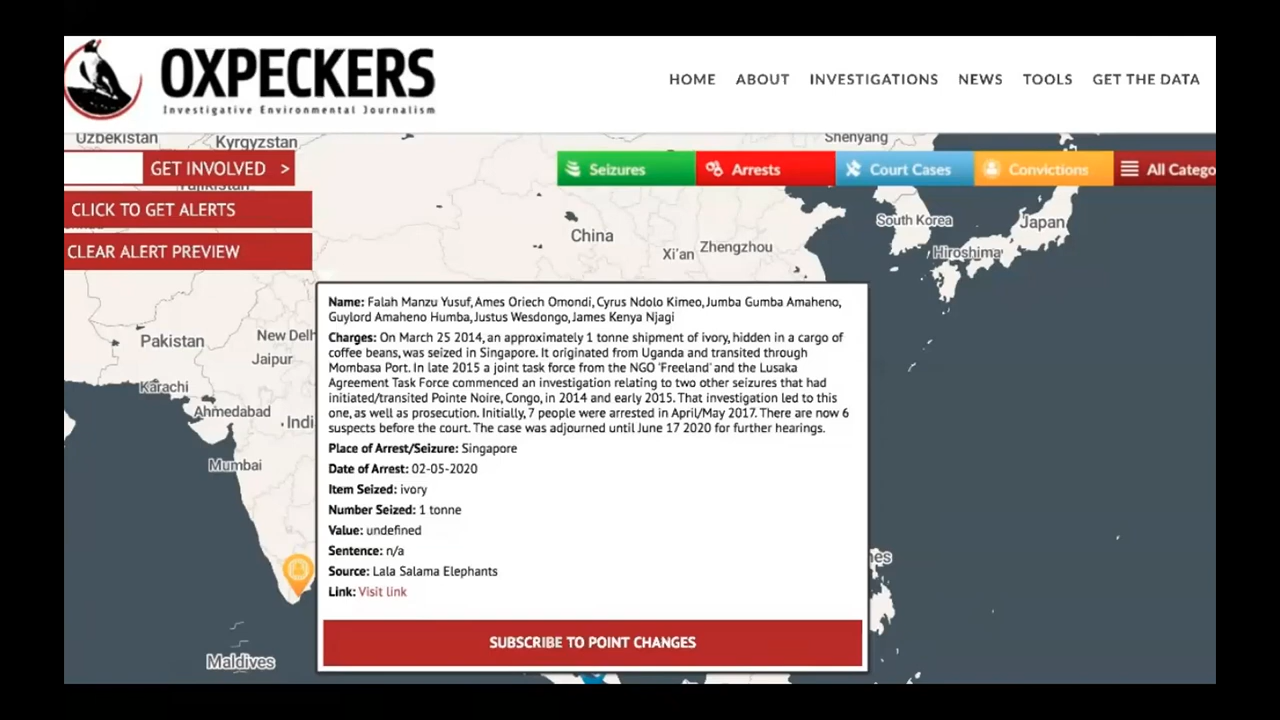 OXPECKERS
Investigative Environmental Journalism
HOME ABOUT INVESTIGATIONS NEWS TOOLS GET THE DATA
Uzbekistan
Kyrgyzstan
Shenyang
GET INVOLVED >
Seizures
Arrests
Court Cases
Convictions
All Catego
CLICK TO GET ALERTS
CLEAR ALERT PREVIEW
China
Xi'an
Zhengzhou
South Korea
Japan
Hiroshima
Pakistan
New Delh
Jaipur
Karachi
Ahmedabad
Indi
Mumbai
Maldives
Name: Falah Manzu Yusuf, Ames Oriech Omondi, Cyrus Ndolo Kimeo, Jumba Gumba Amaheno,
Guylord Amaheno Humba, Justus Wesdongo, James Kenya Njagi
Charges: On March 25 2014, an approximately 1 tonne shipment of ivory, hidden in a cargo of
coffee beans, was seized in Singapore. It originated from Uganda and transited through
Mombasa Port. In late 2015 a joint task force from the NGO 'Freeland' and the Lusaka
Agreement Task Force commenced an investigation relating to two other seizures that had
initiated/transited Pointe Noire, Congo, in 2014 and early 2015. That investigation led to this
one, as well as prosecution. Initially, 7 people were arrested in April/May 2017. There are now 6
suspects before the court. The case was adjourned until June 17 2020 for further hearings.
Place of Arrest/Seizure: Singapore
Date of Arrest: 02-05-2020
Item Seized: ivory
Number Seized: 1 tonne
Value: undefined
Sentence: n/a
Source: Lala Salama Elephants
Link: Visit link
SUBSCRIBE TO POINT CHANGES